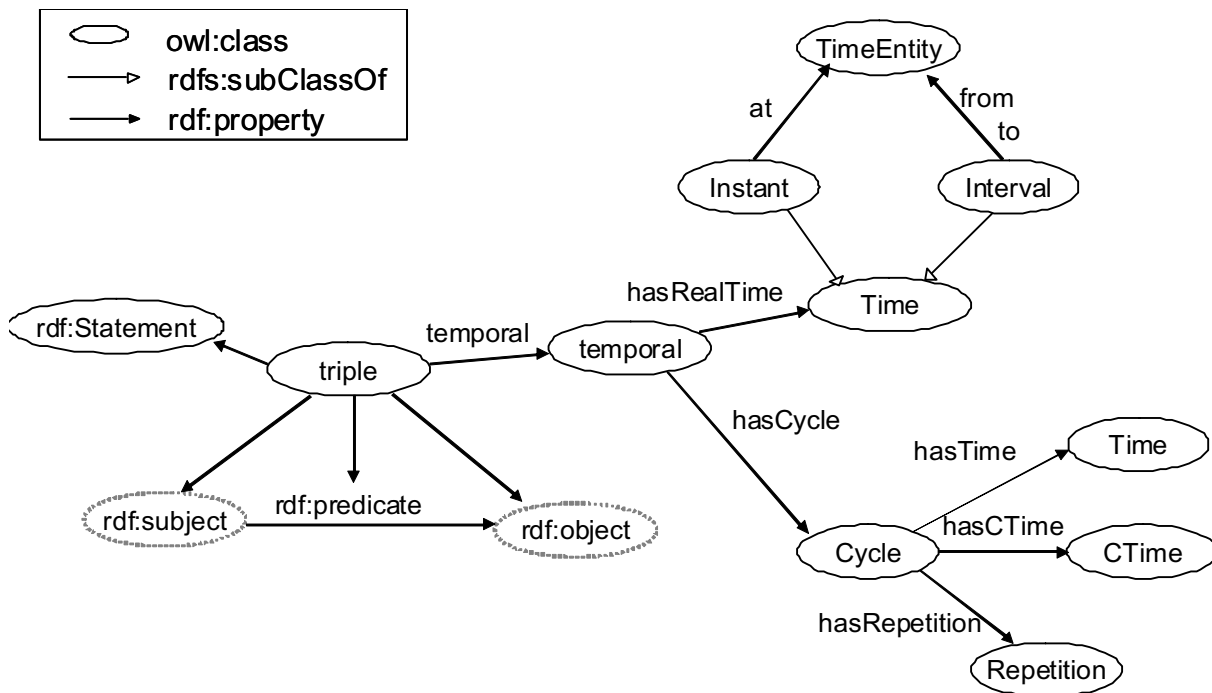 owl:class
rdfs:subClassOf
rdf:property
TimeEntity
at
from
to
Instant
Interval
hasRealTime
Time
rdf:Statement
temporal
temporal
triple
hasCycle
hasTime
Time
rdf:subject
rdf:predicate
rdf:object
hasCTime
Cycle
CTime
hasRepetition
Repetition